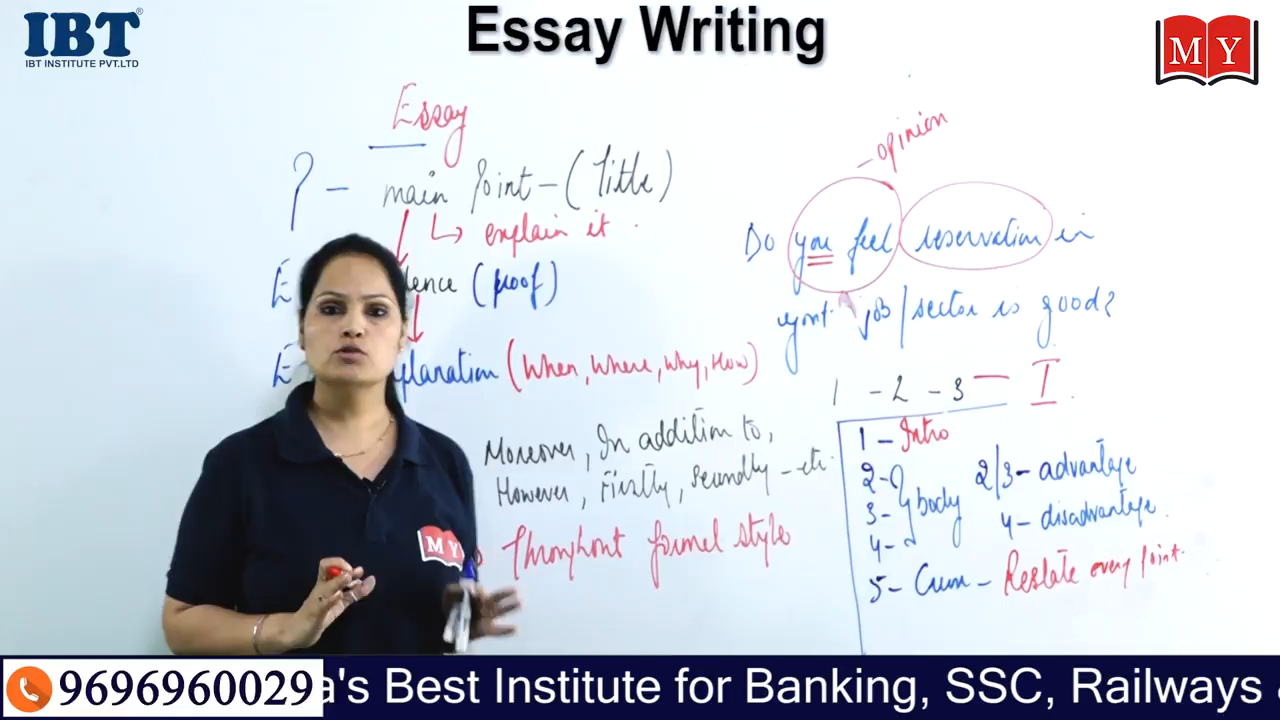 IBT®
IBT INSTITUTE PVT.LTD
Essay Writing
MY
Essay
P - main Point - (Title)
↳ explain it.
E dence (proof)
E planation (When, Where, Why, How)
Moreover, In addition to,
However, Firstly, Secondly - etc.
Throughout formal style
MY
- opinion
Do you feel reservation in
govt. job/sector is good?
1 - 2 - 3 — I
1 - Intro
2 -
3 - body
4 -
2/3 - advantage
4 - disadvantage.
5 - - Restate every Point.
9696960029
a's Best Institute for Banking, SSC, Railways